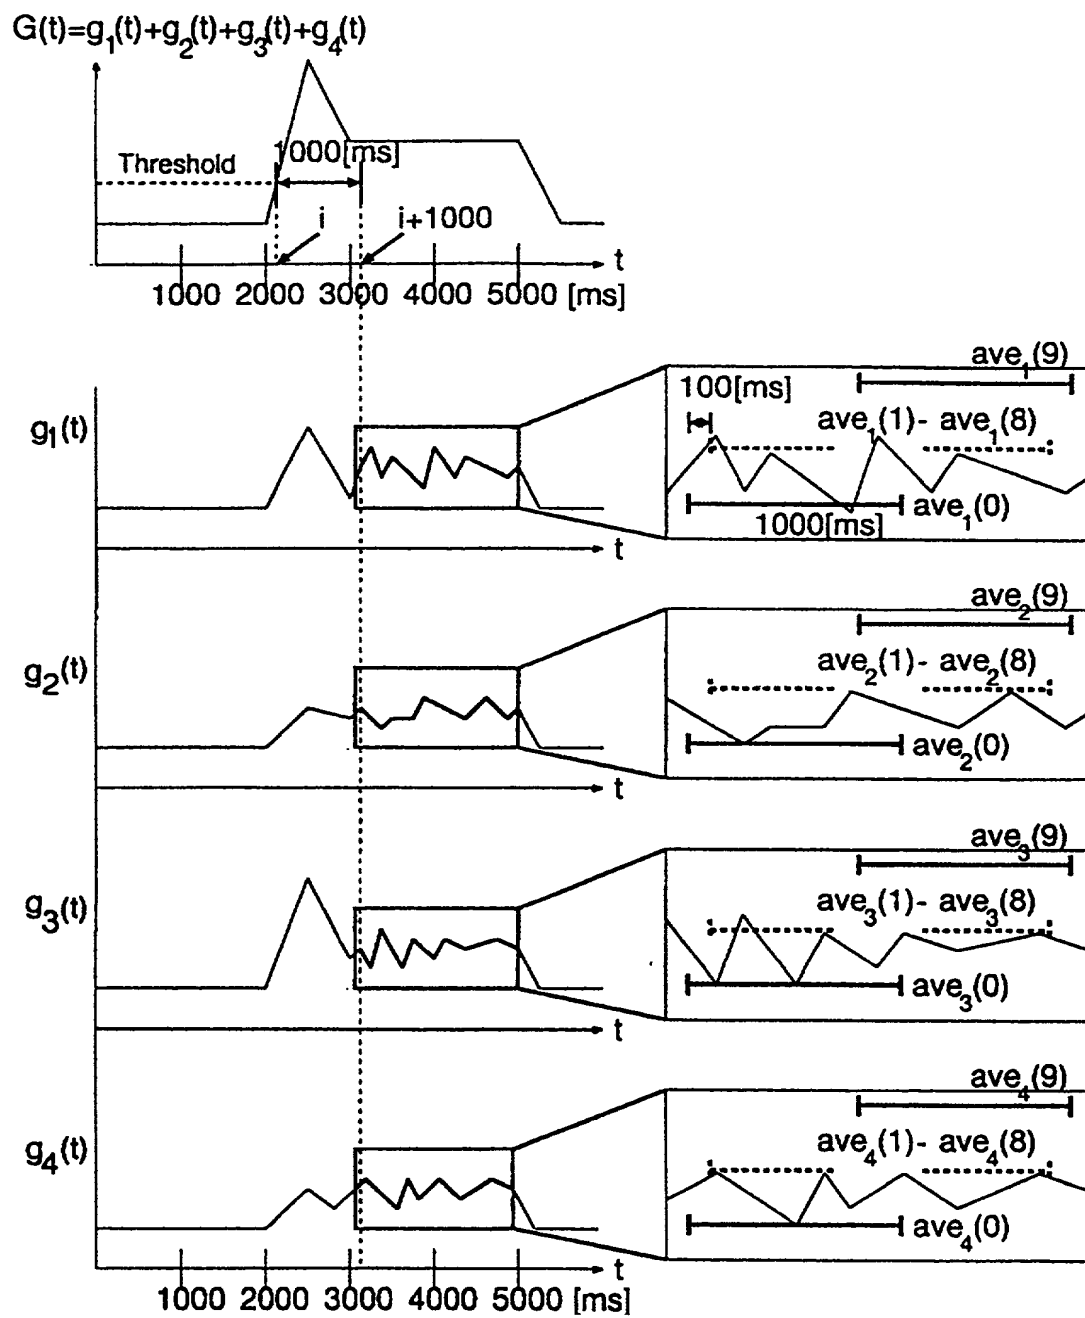 G(t)=g1(t)+g2(t)+g3(t)+g4(t)
Threshold
1000[ms]
i
i+1000
t
1000 2000 3000 4000 5000 [ms]
g1(t)
t
ave1(9)
100[ms]
ave1(1)- ave1(8)
ave1(0)
1000[ms]
g2(t)
t
ave2(9)
ave2(1)- ave2(8)
ave2(0)
g3(t)
t
ave3(9)
ave3(1)- ave3(8)
ave3(0)
g4(t)
t
ave4(9)
ave4(1)- ave4(8)
ave4(0)
1000 2000 3000 4000 5000 [ms]